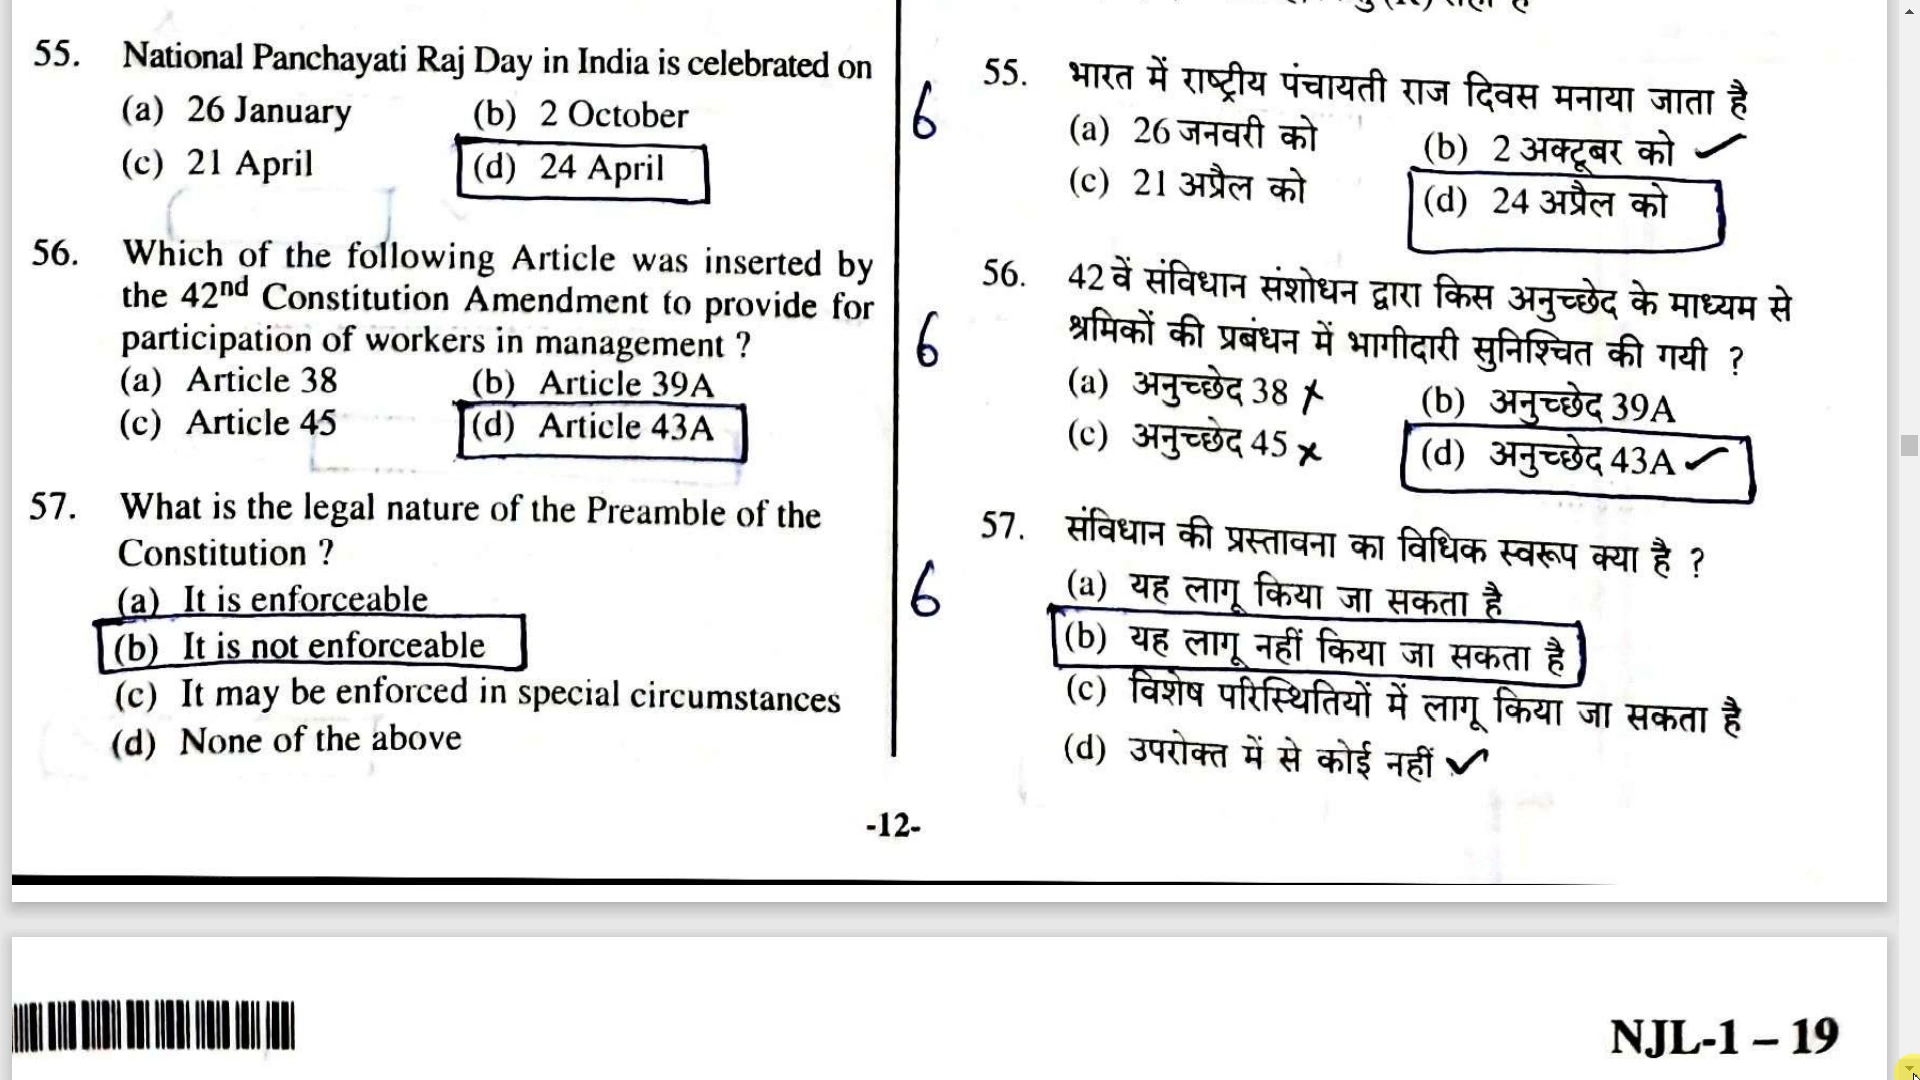 55. National Panchayati Raj Day in India is celebrated on
(a) 26 January (b) 2 October
(c) 21 April (d) 24 April
56. Which of the following Article was inserted by
the 42nd Constitution Amendment to provide for
participation of workers in management ?
(a) Article 38 (b) Article 39A
(c) Article 45 (d) Article 43A
57. What is the legal nature of the Preamble of the
Constitution ?
(a) It is enforceable
(b) It is not enforceable
(c) It may be enforced in special circumstances
(d) None of the above
6
6
6
55. भारत में राष्ट्रीय पंचायती राज दिवस मनाया जाता है
(a) 26 जनवरी को (b) 2 अक्टूबर को
(c) 21 अप्रैल को (d) 24 अप्रैल को
56. 42 वें संविधान संशोधन द्वारा किस अनुच्छेद के माध्यम से
श्रमिकों की प्रबंधन में भागीदारी सुनिश्चित की गयी ?
(a) अनुच्छेद 38 (b) अनुच्छेद 39A
(c) अनुच्छेद 45 (d) अनुच्छेद 43A
57. संविधान की प्रस्तावना का विधिक स्वरूप क्या है ?
(a) यह लागू किया जा सकता है
(b) यह लागू नहीं किया जा सकता है
(c) विशेष परिस्थितियों में लागू किया जा सकता है
(d) उपरोक्त में से कोई नहीं
-12-
NJL-1 – 19